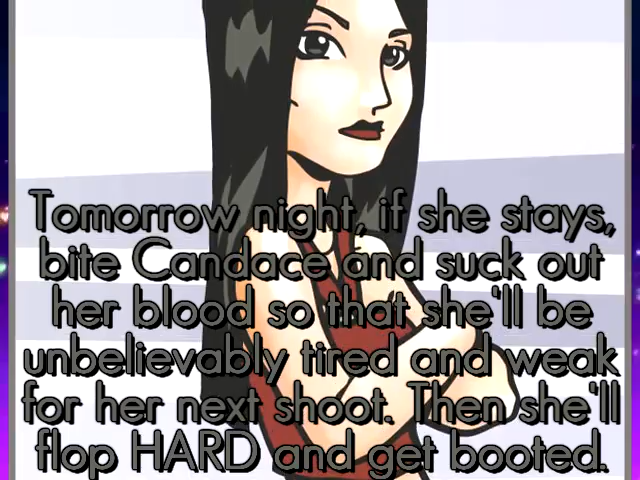 Tomorrow night, if she stays,
bite Candace and suck out
her blood so that she'll be
unbelievably tired and weak
for her next shoot. Then she'll
flop HARD and get booted.